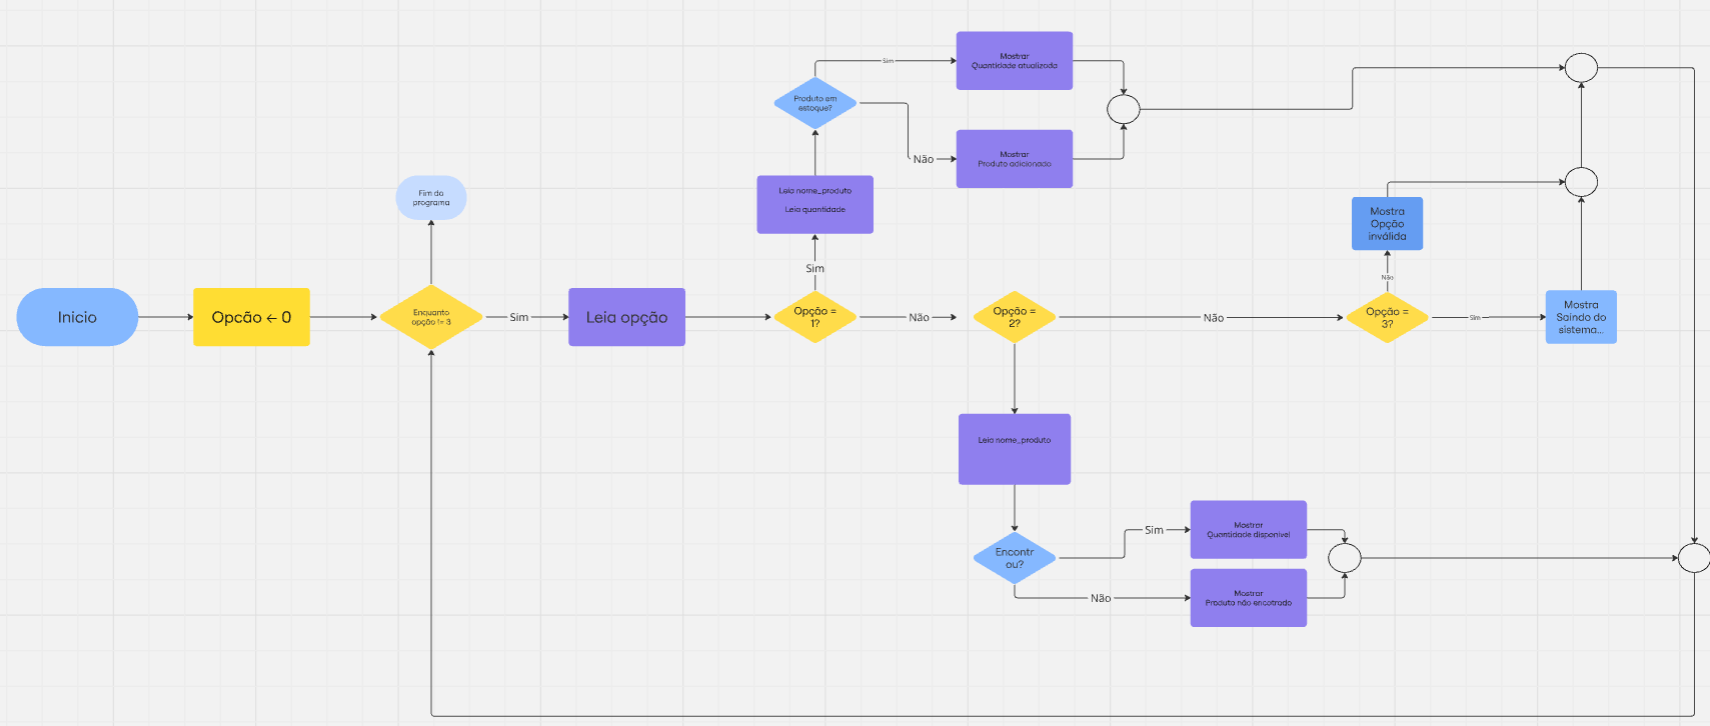 Inicio
Opcão ← 0
Enquanto
opção != 3
Fim do
programa
Sim
Leia opção
Opção =
1?
Sim
Leia nome_produto
Leia quantidade
Produto em
estoque?
Sim
Mostrar
Quantidade atualizada
Não
Mostrar
Produto adicionado
Não
Opção =
2?
Leia nome_produto
Encontr
ou?
Sim
Mostrar
Quantidade disponivel
Não
Mostrar
Produto não encotrado
Não
Opção =
3?
Não
Mostra
Opção
inválida
Sim
Mostra
Saindo do
sistema...